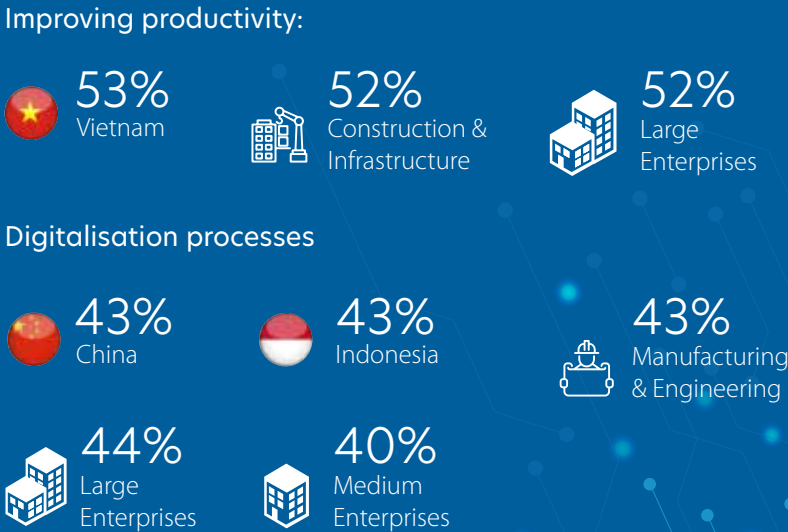 Improving productivity:
53%
Vietnam
52%
Construction &
Infrastructure
52%
Large
Enterprises
Digitalisation processes
43%
China
43%
Indonesia
43%
Manufacturing
& Engineering
44%
Large
Enterprises
40%
Medium
Enterprises